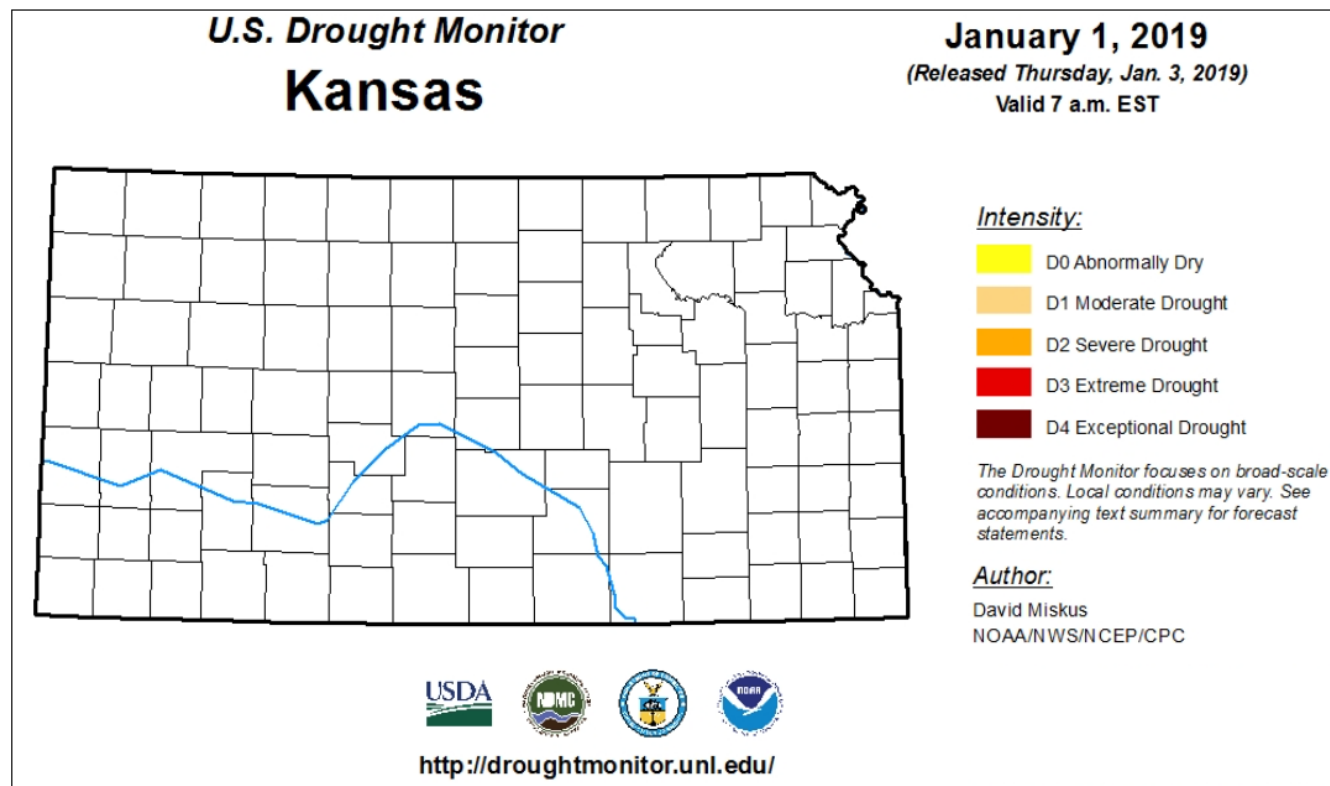 U.S. Drought Monitor
Kansas
January 1, 2019
(Released Thursday, Jan. 3, 2019)
Valid 7 a.m. EST
Intensity:
D0 Abnormally Dry
D1 Moderate Drought
D2 Severe Drought
D3 Extreme Drought
D4 Exceptional Drought
The Drought Monitor focuses on broad-scale
conditions. Local conditions may vary. See
accompanying text summary for forecast
statements.
Author:
David Miskus
NOAA/NWS/NCEP/CPC
USDA
NDMC
NOAA
http://droughtmonitor.unl.edu/